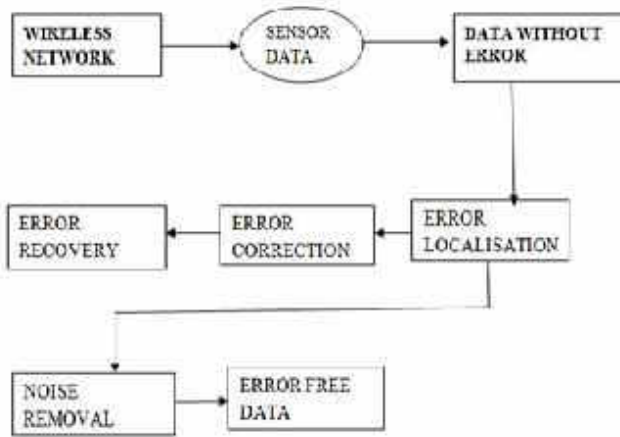 WIRELESS
NETWORK
SENSOR
DATA
DATA WITHOUT
ERROR
ERROR
RECOVERY
ERROR
CORRECTION
ERROR
LOCALISATION
NOISE
REMOVAL
ERROR FREE
DATA